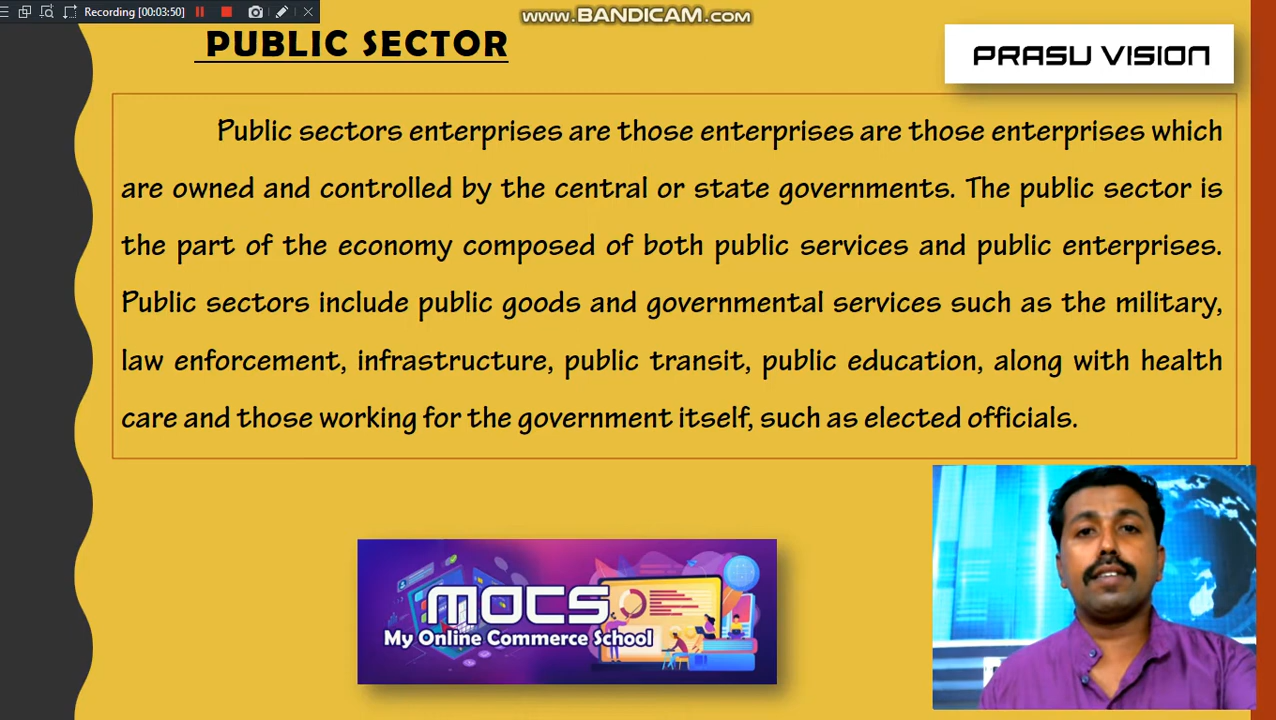 Recording [00:03:50]
www.BANDICAM.com
PUBLIC SECTOR
PRASU VISION
Public sectors enterprises are those enterprises are those enterprises which
are owned and controlled by the central or state governments. The public sector is
the part of the economy composed of both public services and public enterprises.
Public sectors include public goods and governmental services such as the military,
law enforcement, infrastructure, public transit, public education, along with health
care and those working for the government itself, such as elected officials.
MOCS
My Online Commerce School